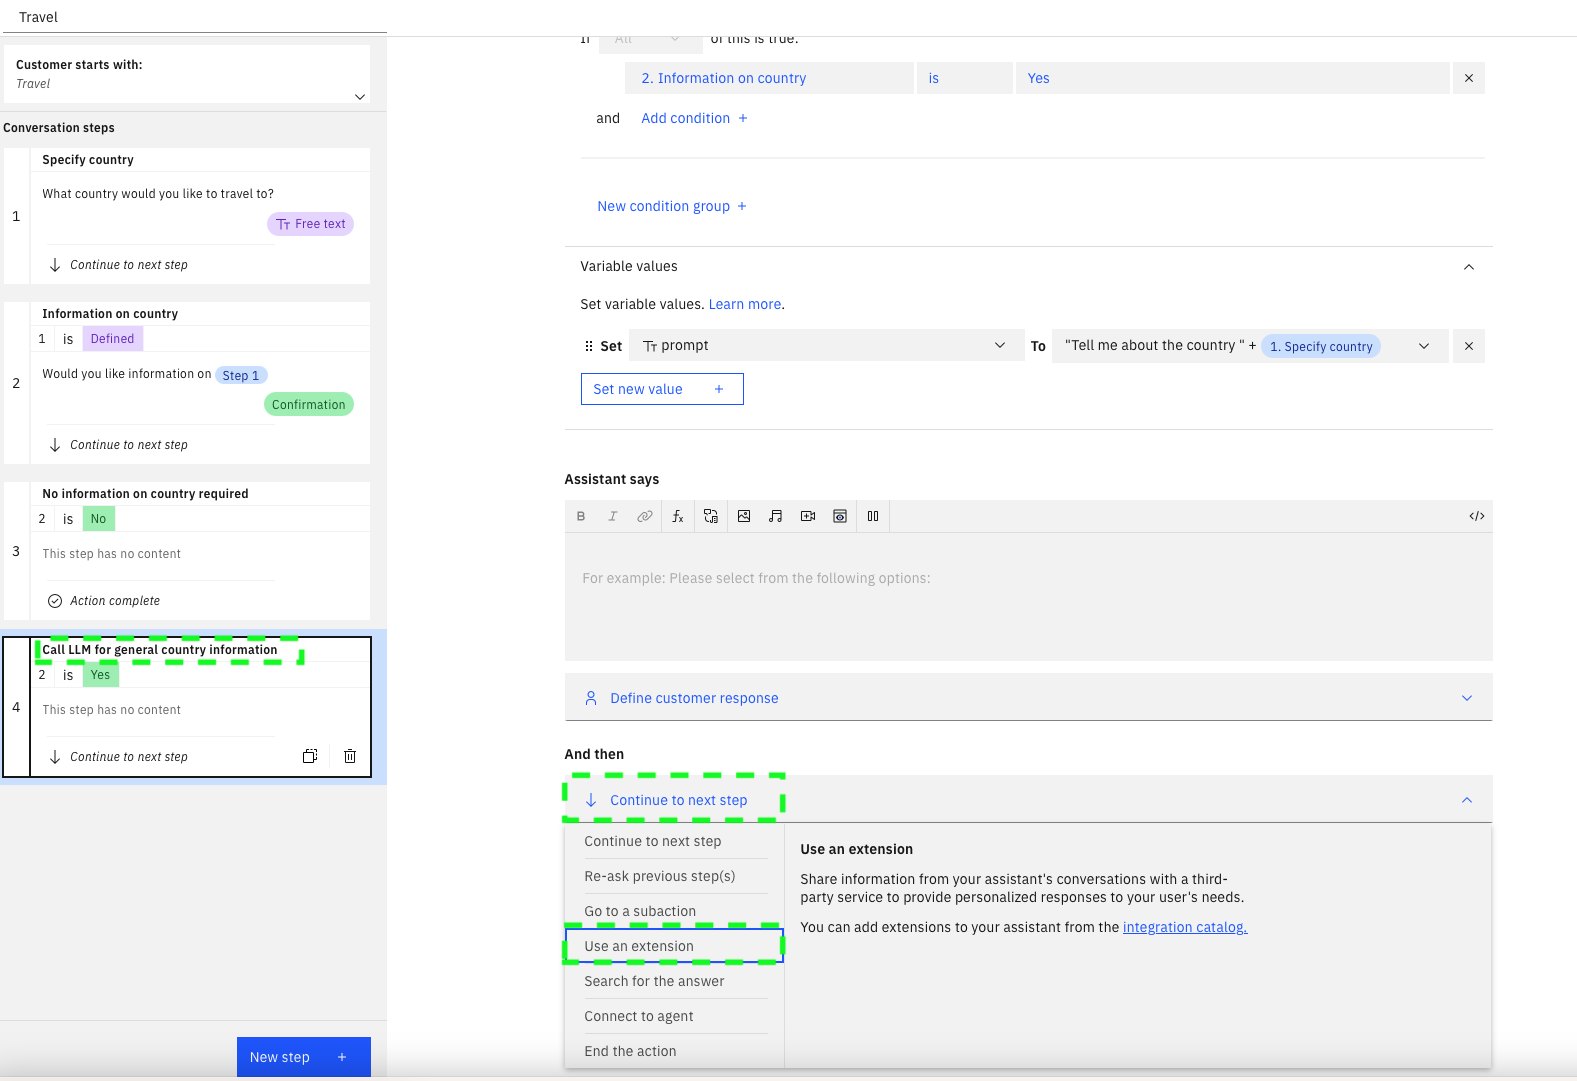 Travel
Customer starts with:
Travel
Conversation steps
1
Specify country
What country would you like to travel to?
Free text
Continue to next step
2
Information on country
1 is Defined
Would you like information on Step 1
Confirmation
Continue to next step
3
No information on country required
2 is No
This step has no content
Action complete
4
Call LLM for general country information
2 is Yes
This step has no content
Continue to next step
New step +
If All of this is true:
2. Information on country is Yes
and Add condition +
New condition group +
Variable values
Set variable values. Learn more.
Set prompt To "Tell me about the country " + 1. Specify country
Set new value +
Assistant says
B I
For example: Please select from the following options:
Define customer response
And then
Continue to next step
Continue to next step
Re-ask previous step(s)
Go to a subaction
Use an extension
Search for the answer
Connect to agent
End the action
Use an extension
Share information from your assistant's conversations with a third-
party service to provide personalized responses to your user's needs.
You can add extensions to your assistant from the integration catalog.